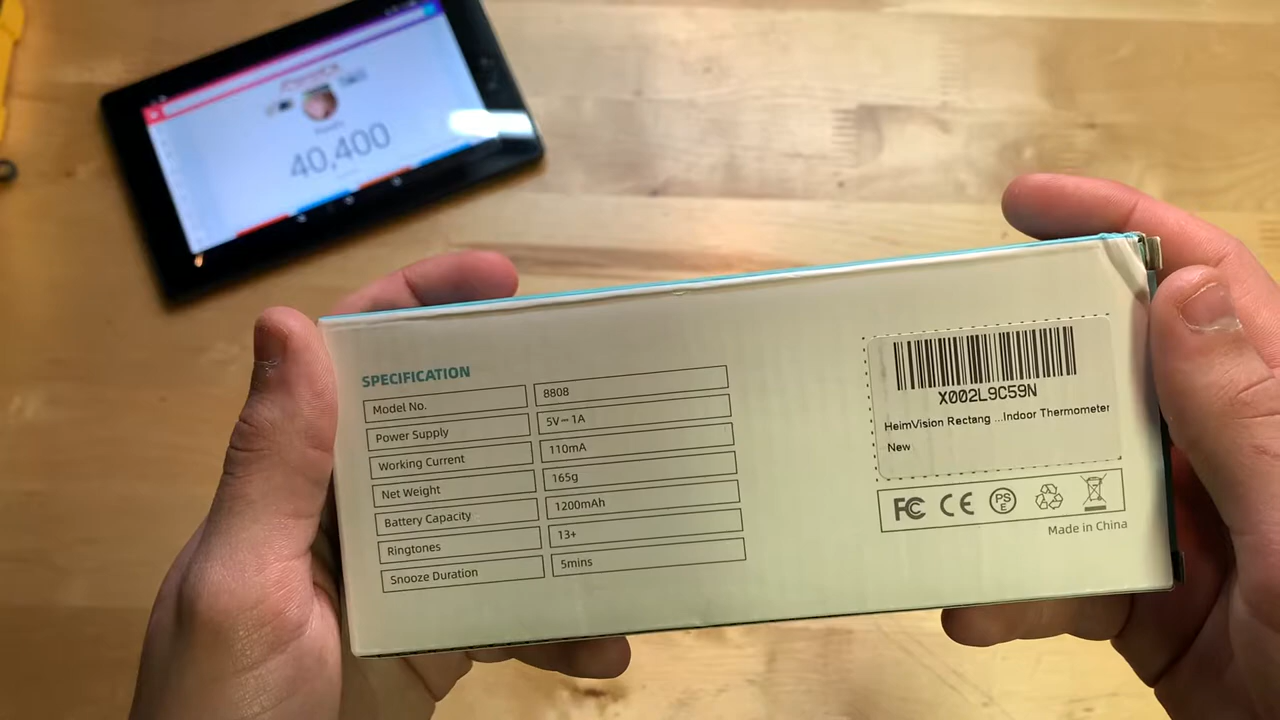 40,400
SPECIFICATION
Model No. 8808
Power Supply 5V⎓1A
Working Current 110mA
Net Weight 165g
Battery Capacity 1200mAh
Ringtones 13+
Snooze Duration 5mins
X002L9C59N
HeimVision Rectang ...Indoor Thermometer
New
FC CE PS E
Made in China